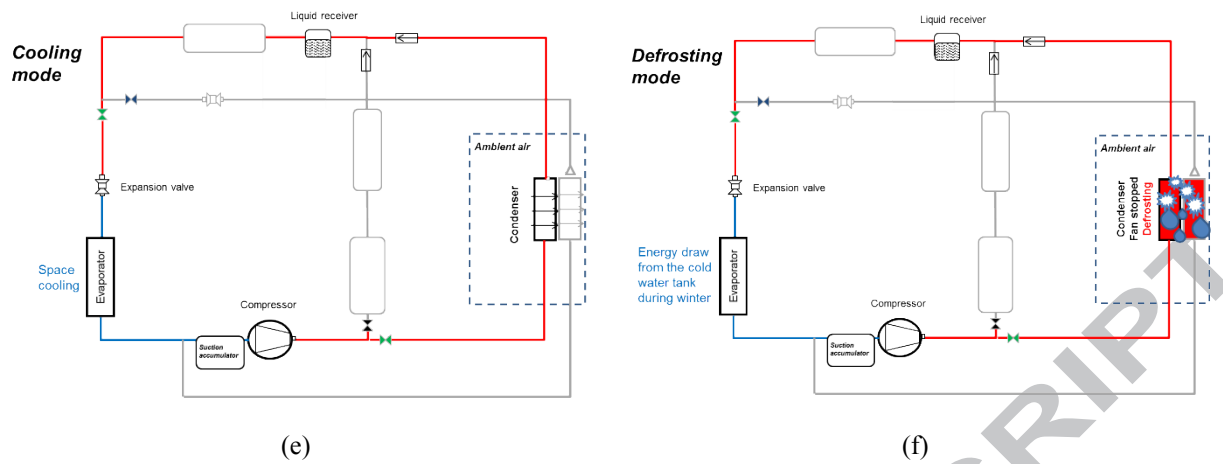 Cooling
mode
Liquid receiver
Ambient air
Expansion valve
Condenser
Space
cooling
Evaporator
Compressor
Suction
accumulator
(e)
Defrosting
mode
Liquid receiver
Ambient air
Expansion valve
Condenser
Fan stopped
Defrosting
Energy draw
from the cold
water tank
during winter
Evaporator
Compressor
Suction
accumulator
(f)
SCRIPT